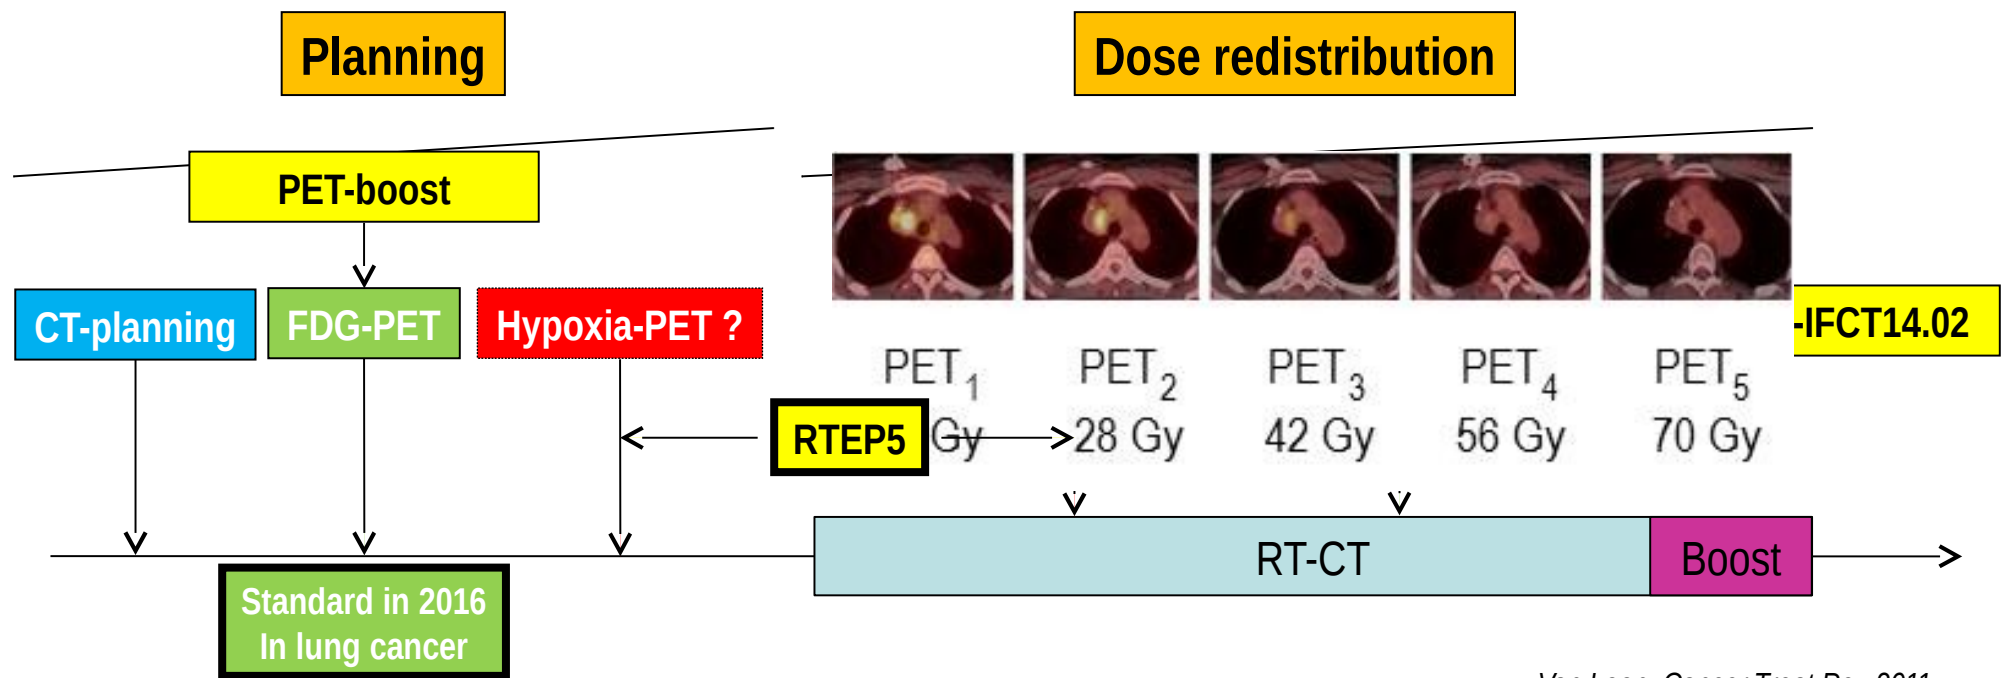 Planning
Dose redistribution
PET-boost
CT-planning
FDG-PET
Hypoxia-PET ?
-IFCT14.02
PET1
PET2
PET3
PET4
PET5
RTEP5
Gy
28 Gy
42 Gy
56 Gy
70 Gy
RT-CT
Boost
Standard in 2016
In lung cancer